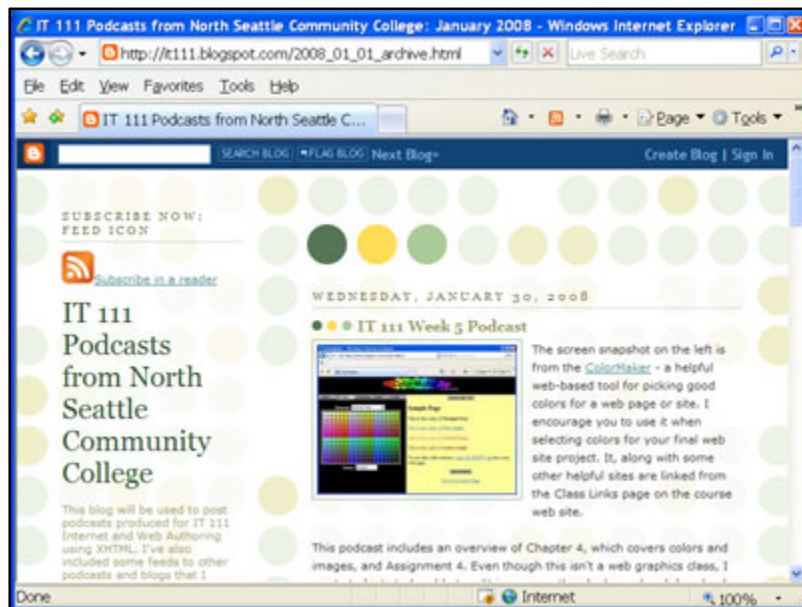 IT 111 Podcasts from North Seattle Community College: January 2008 - Windows Internet Explorer
http://it111.blogspot.com/2008_01_01_archive.html
Live Search
File Edit View Favorites Tools Help
IT 111 Podcasts from North Seattle C...
Page Tools
SEARCH BLOG FLAG BLOG Next Blog»
Create Blog | Sign In
SUBSCRIBE NOW:
FEED ICON
Subscribe in a reader
IT 111
Podcasts
from North
Seattle
Community
College
This blog will be used to post
podcasts produced for IT 111
Internet and Web Authoring
using XHTML. I've also
included some feeds to other
podcasts and blogs that I
WEDNESDAY, JANUARY 30, 2008
IT 111 Week 5 Podcast
Sample Page
The screen snapshot on the left is
from the ColorMaker - a helpful
web-based tool for picking good
colors for a web page or site. I
encourage you to use it when
selecting colors for your final web
site project. It, along with some
other helpful sites are linked from
the Class Links page on the course
web site.
This podcast includes an overview of Chapter 4, which covers colors and
images, and Assignment 4. Even though this isn't a web graphics class, I
Done
Internet
100%